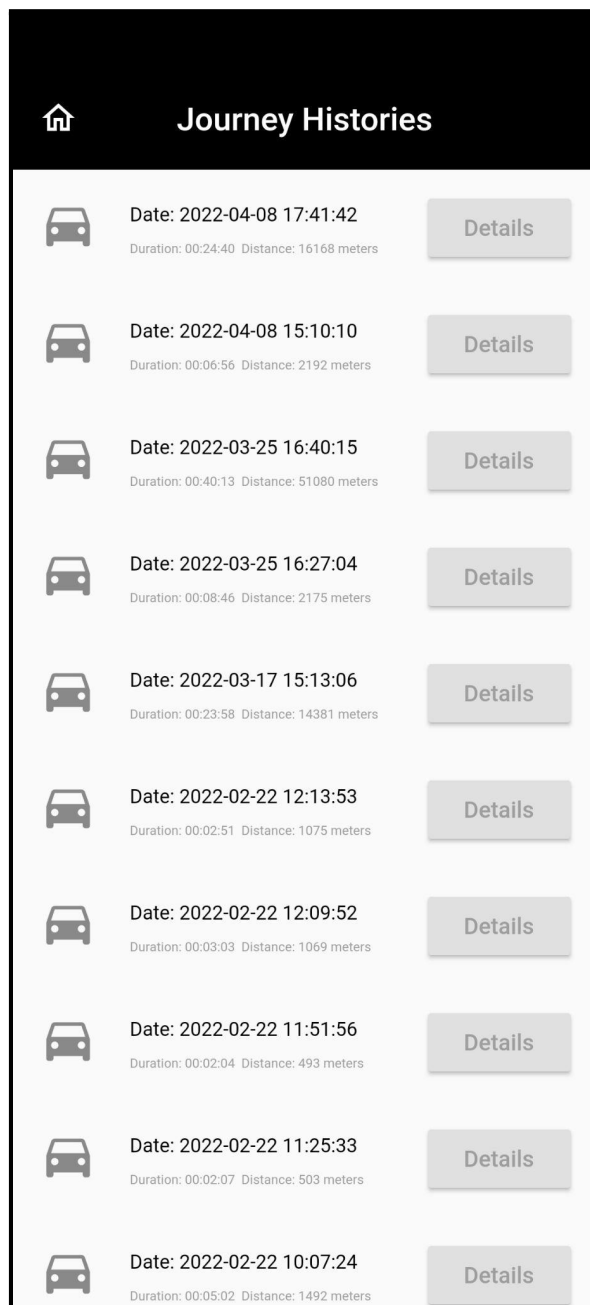 Journey Histories
Date: 2022-04-08 17:41:42
Details
Duration: 00:24:40 Distance: 16168 meters
Date: 2022-04-08 15:10:10
Details
Duration: 00:06:56 Distance: 2192 meters
Date: 2022-03-25 16:40:15
Details
Duration: 00:40:13 Distance: 51080 meters
Date: 2022-03-25 16:27:04
Details
Duration: 00:08:46 Distance: 2175 meters
Date: 2022-03-17 15:13:06
Details
Duration: 00:23:58 Distance: 14381 meters
Date: 2022-02-22 12:13:53
Details
Duration: 00:02:51 Distance: 1075 meters
Date: 2022-02-22 12:09:52
Details
Duration: 00:03:03 Distance: 1069 meters
Date: 2022-02-22 11:51:56
Details
Duration: 00:02:04 Distance: 493 meters
Date: 2022-02-22 11:25:33
Details
Duration: 00:02:07 Distance: 503 meters
Date: 2022-02-22 10:07:24
Details
Duration: 00:05:02 Distance: 1492 meters